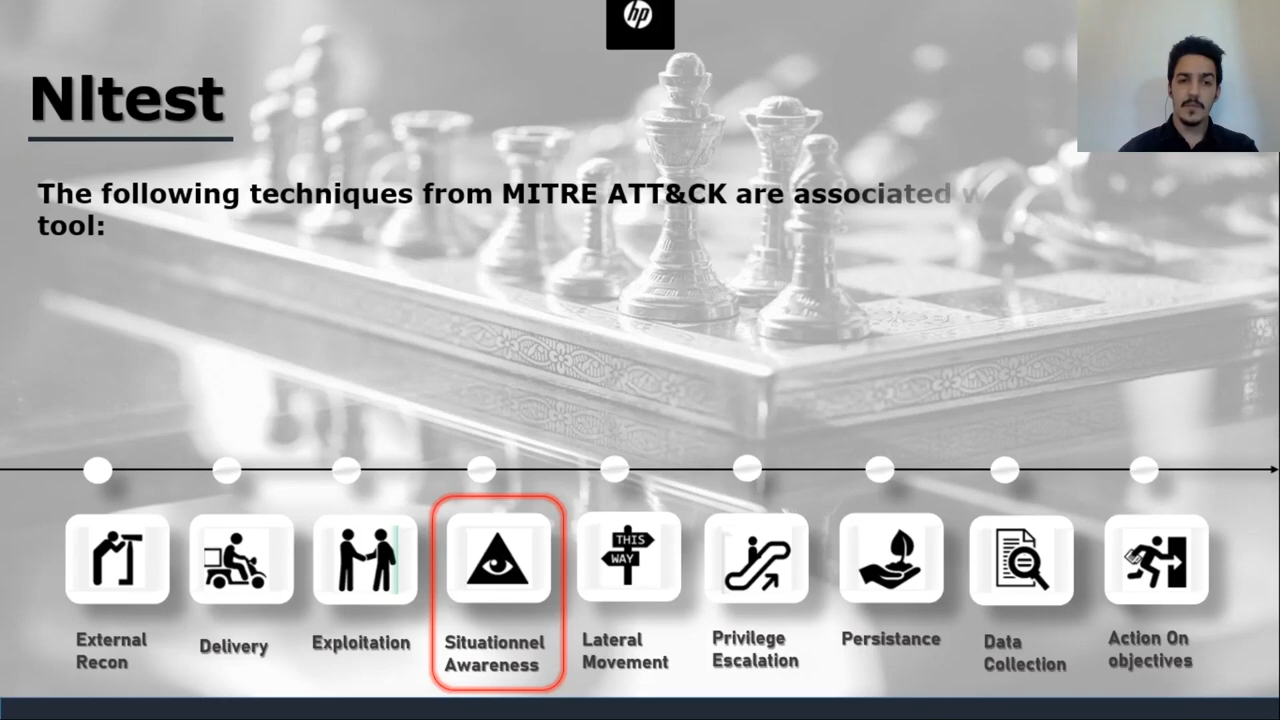 hp
Nltest
The following techniques from MITRE ATT&CK are associated w
tool:
THIS
WAY
External
Recon
Delivery
Exploitation
Situationnel
Awareness
Lateral
Movement
Privilege
Escalation
Persistance
Data
Collection
Action On
objectives